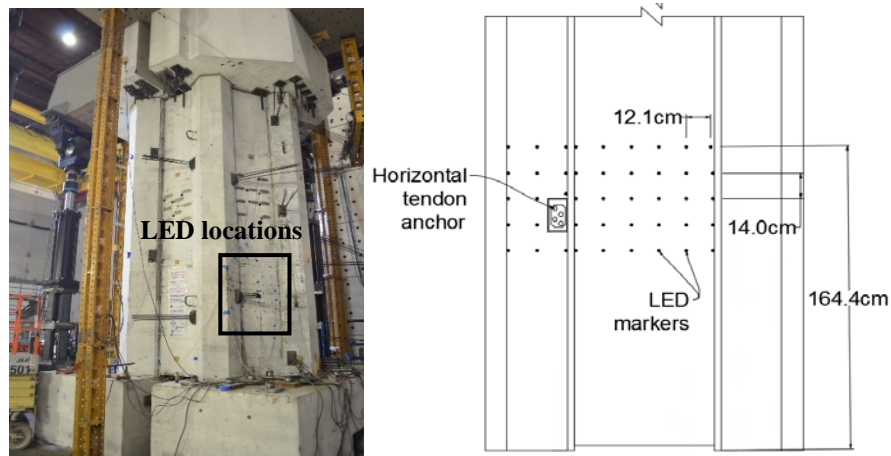 LED locations
501
12.1cm
Horizontal
tendon
anchor
14.0cm
LED
markers
164.4cm